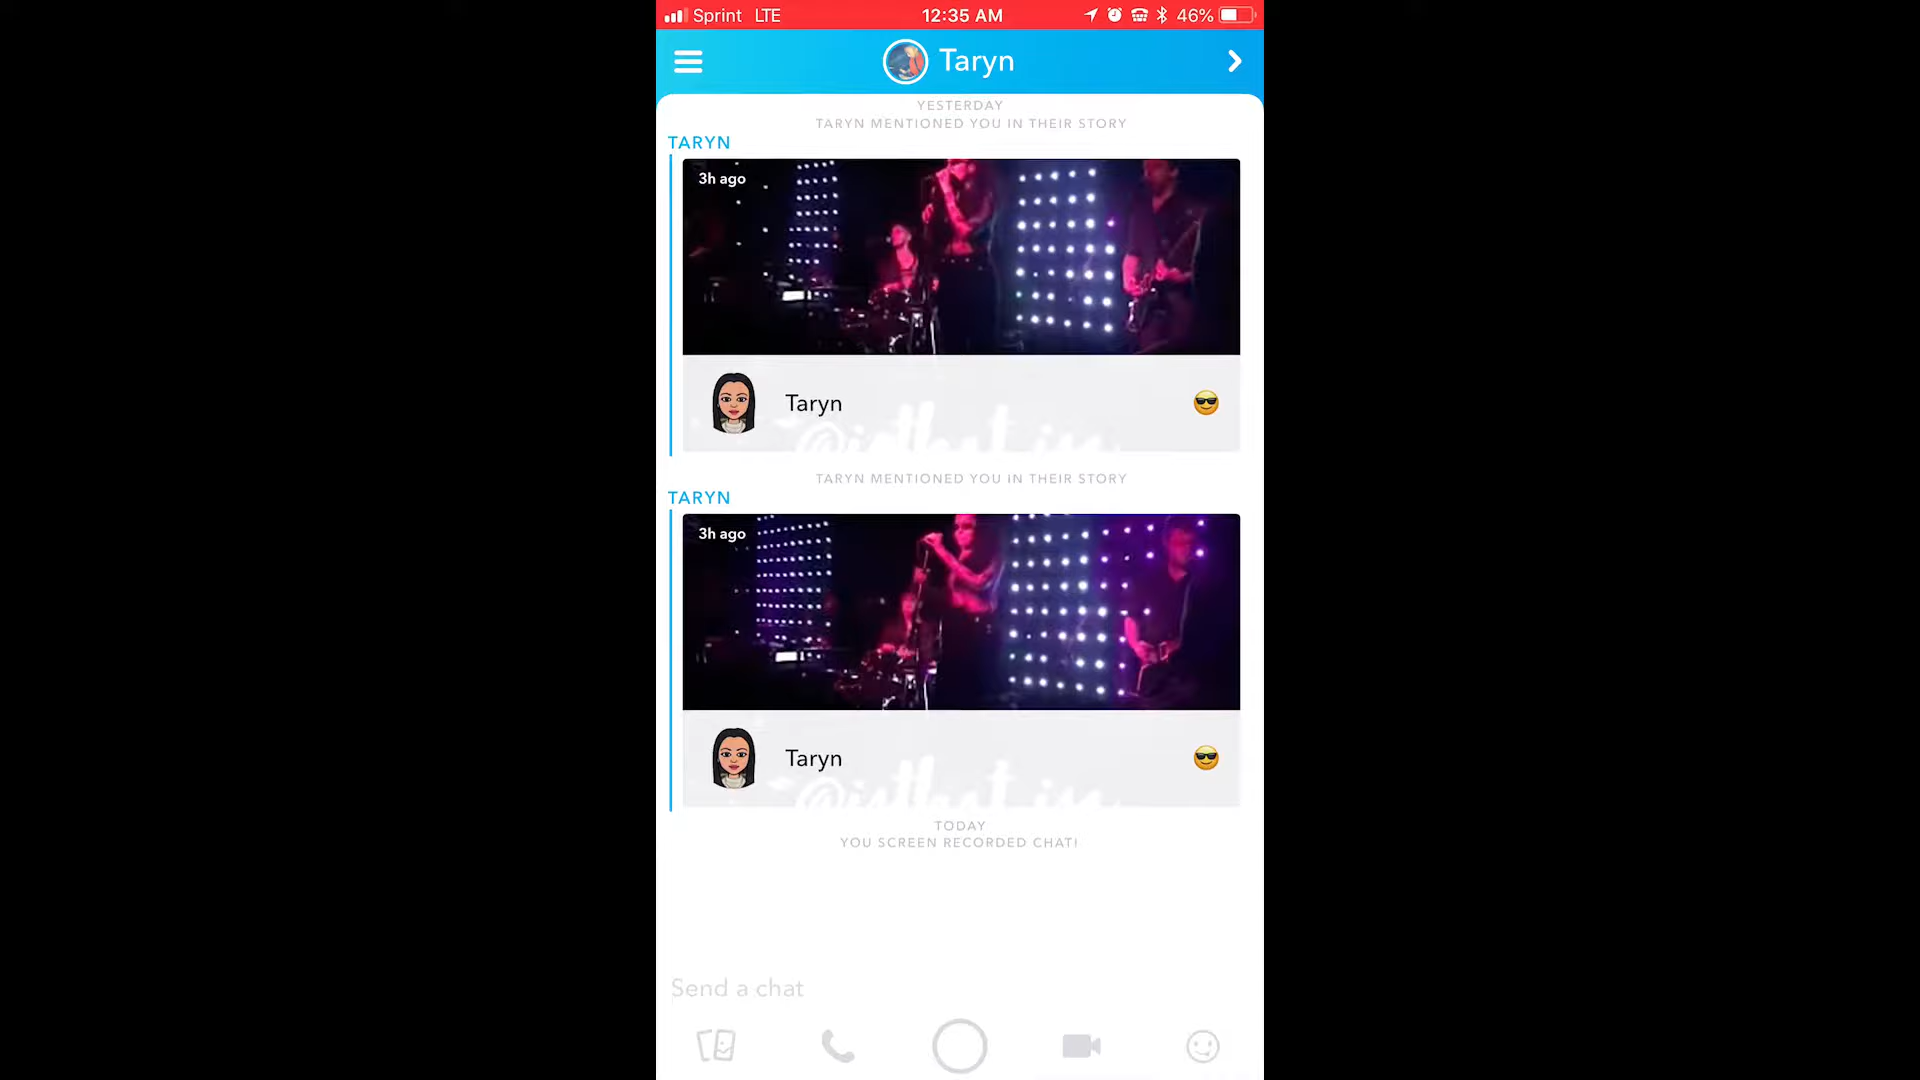 Sprint LTE 12:35 AM 46%
Taryn
YESTERDAY
TARYN MENTIONED YOU IN THEIR STORY
TARYN
3h ago
Taryn
TARYN MENTIONED YOU IN THEIR STORY
TARYN
3h ago
Taryn
TODAY
YOU SCREEN RECORDED CHAT!
Send a chat